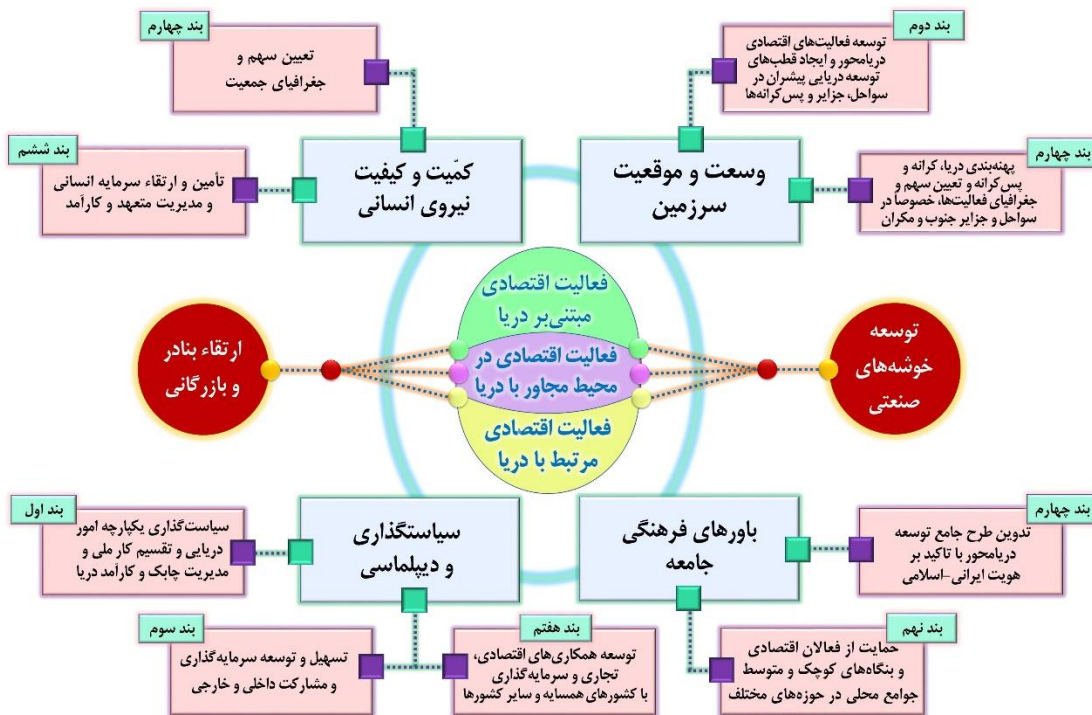 بند دوم
توسعه فعالیت‌های اقتصادی
دریامحور و ایجاد قطب‌های
توسعه دریایی پیشران در
سواحل، جزایر و پس‌کرانه‌ها
بند چهارم
تعیین سهم و
جغرافیای جمعیت
بند چهارم
پهنه‌بندی دریا، کرانه و
پس‌کرانه و تعیین سهم و
جغرافیای فعالیت‌ها، خصوصاً در
سواحل و جزایر جنوب و مکران
وسعت و موقعیت
سرزمین
کمّیت و کیفیت
نیروی انسانی
بند ششم
تأمین و ارتقاء سرمایه انسانی
و مدیریت متعهد و کارآمد
توسعه
خوشه‌های
صنعتی
فعالیت اقتصادی
مبتنی‌بر دریا
فعالیت اقتصادی در
محیط مجاور با دریا
فعالیت اقتصادی
مرتبط با دریا
ارتقاء بنادر
و بازرگانی
بند چهارم
تدوین طرح جامع توسعه
دریامحور با تاکید بر
هویت ایرانی-اسلامی
باورهای فرهنگی
جامعه
سیاستگذاری
و دیپلماسی
بند اول
سیاست‌گذاری یکپارچه امور
دریایی و تقسیم کار ملی و
مدیریت چابک و کارآمد دریا
بند نهم
حمایت از فعالان اقتصادی
و بنگاه‌های کوچک و متوسط
جوامع محلی در حوزه‌های مختلف
بند هفتم
توسعه همکاری‌های اقتصادی،
تجاری و سرمایه‌گذاری
با کشورهای همسایه و سایر کشورها
بند سوم
تسهیل و توسعه سرمایه‌گذاری
و مشارکت داخلی و خارجی